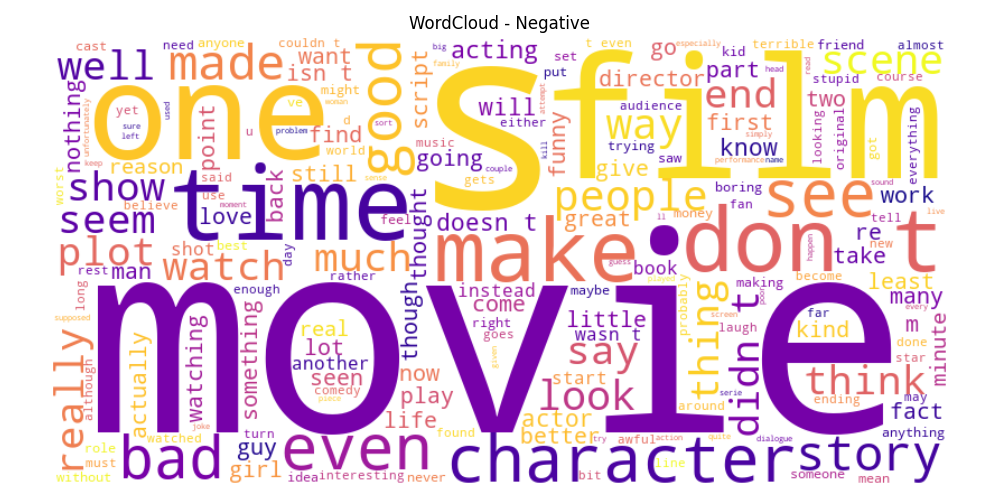 WordCloud - Negative
cast need anyone couldn t want isn t made well good script acting big family t even go especially kid terrible friend almost
set put director part scene stupid course
nothing unfortunately yet sure left one used ve might woman d problem sort find world
S film will either music going couple gets attempt kill funny audience trying saw way end first know performance name simply head read two looking original got everything
point u reason keep still sense said use moment love back
worst show believe seem time feel thought doesn t people give great money ll boring fan see sound work tell live
plot rest man shot best watch day much rather make guess book played don t happen re take new
long supposed movie enough though instead come right goes maybe little wasn t probably making screen poor become least many every
really although actually watching something real lot another seen comedy piece now play life given say look start thing laugh didn t serie far kind m done star minute think ending may fact
role must without watched bad joke turn guy girl idea interesting even never found character actor better try awful action bit line around quite dialogue story someone mean anything